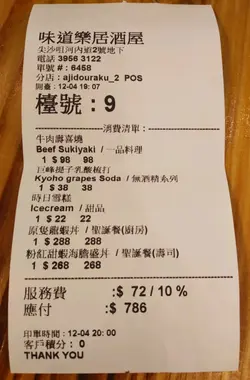 味道樂居酒屋
尖沙咀河內道2號地下
電話 3956 3122
單號 # : 6458
分店 : ajidouraku_2 POS
開臺 : 12-04 19:07
檯號 : 9
消費清單 :
牛肉壽喜燒
Beef Sukiyaki / 一品料理
1 $ 98 98
巨峰提子乳酸梳打
Kyoho grapes Soda / 無酒精系列
1 $ 38 38
時日雪糕
Icecream / 甜品
1 $ 22 22
原隻龍蝦丼 / 聖誕餐(廚房)
1 $ 288 288
粉紅甜蝦海膽盛丼 / 聖誕餐(壽司)
1 $ 268 268
服務費 :$ 72 / 10 %
應付 :$ 786
印單時間 : 12-04 20:00
客戶積分 : 0
THANK YOU